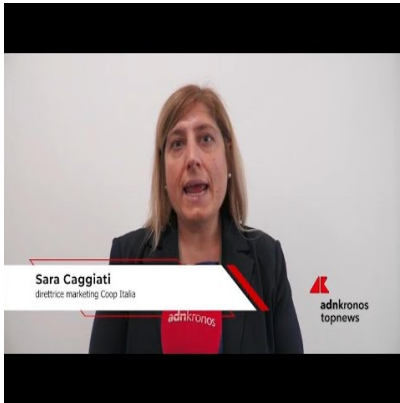 Sara Caggiati
direttrice marketing Coop Italia
adnkronos
adnkronos
topnews